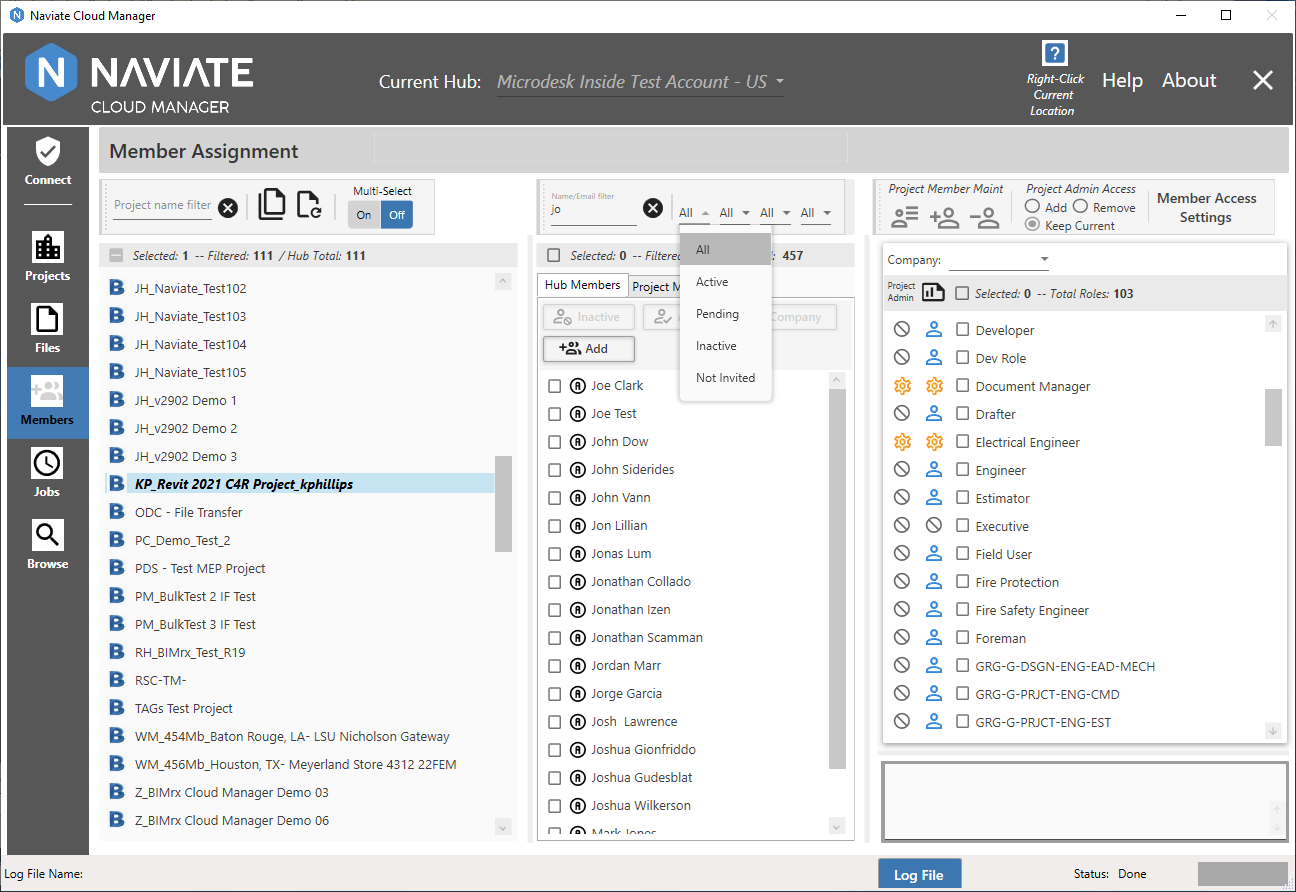 Naviate Cloud Manager
NAVIATE
CLOUD MANAGER
Current Hub: Microdesk Inside Test Account - US
?
Right-Click
Current
Location
Help
About
Connect
Projects
Files
Members
Jobs
Browse
Member Assignment
Project name filter
Multi-Select
On
Off
Selected: 1 -- Filtered: 111 / Hub Total: 111
JH_Naviate_Test102
JH_Naviate_Test103
JH_Naviate_Test104
JH_Naviate_Test105
JH_v2902 Demo 1
JH_v2902 Demo 2
JH_v2902 Demo 3
KP_Revit 2021 C4R Project_kphillips
ODC - File Transfer
PC_Demo_Test_2
PDS - Test MEP Project
PM_BulkTest 2 IF Test
PM_BulkTest 3 IF Test
RH_BIMrx_Test_R19
RSC-TM-
TAGs Test Project
WM_454Mb_Baton Rouge, LA- LSU Nicholson Gateway
WM_456Mb_Houston, TX- Meyerland Store 4312 22FEM
Z_BIMrx Cloud Manager Demo 03
Z_BIMrx Cloud Manager Demo 06
Name/Email filter
jo
All
All
All
All
All
Active
Pending
Inactive
Not Invited
Selected: 0 -- Filtere : 457
Hub Members
Project M
Inactive
Company
Add
Joe Clark
Joe Test
John Dow
John Siderides
John Vann
Jon Lillian
Jonas Lum
Jonathan Collado
Jonathan Izen
Jonathan Scamman
Jordan Marr
Jorge Garcia
Josh  Lawrence
Joshua Gionfriddo
Joshua Gudesblat
Joshua Wilkerson
Mark Jones
Project Member Maint
Project Admin Access
Add
Remove
Keep Current
Member Access
Settings
Company:
Project
Admin
Selected: 0 -- Total Roles: 103
Developer
Dev Role
Document Manager
Drafter
Electrical Engineer
Engineer
Estimator
Executive
Field User
Fire Protection
Fire Safety Engineer
Foreman
GRG-G-DSGN-ENG-EAD-MECH
GRG-G-PRJCT-ENG-CMD
GRG-G-PRJCT-ENG-EST
Log File Name:
Log File
Status: Done